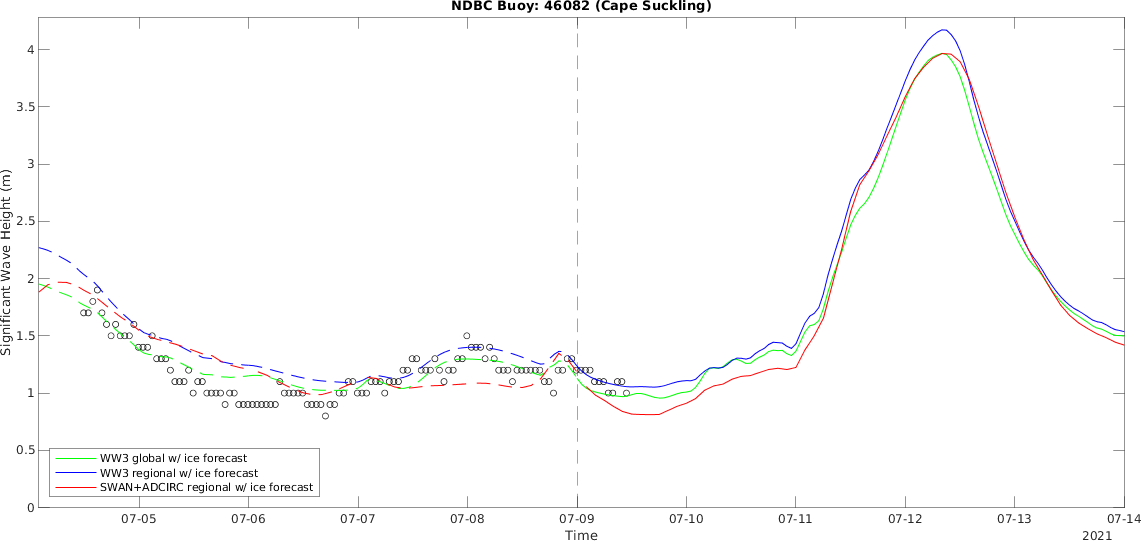 NDBC Buoy: 46082 (Cape Suckling)
Significant Wave Height (m)
4
3.5
3
2.5
2
1.5
1
0.5
0
WW3 global w/ ice forecast
WW3 regional w/ ice forecast
SWAN+ADCIRC regional w/ ice forecast
07-05 07-06 07-07 07-08 07-09 07-10 07-11 07-12 07-13 07-14
Time
2021